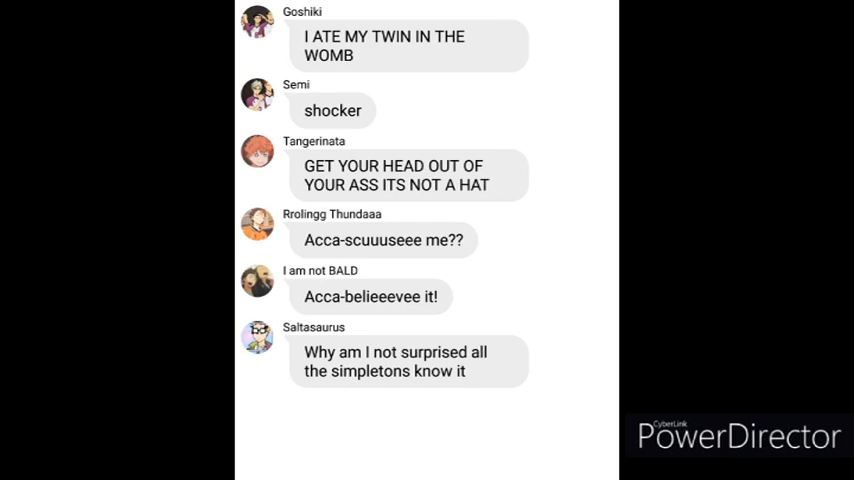 Goshiki
I ATE MY TWIN IN THE
WOMB
Semi
shocker
Tangerinata
GET YOUR HEAD OUT OF
YOUR ASS ITS NOT A HAT
Rrolingg Thundaaa
Acca-scuuuseee me??
I am not BALD
Acca-belieeevee it!
Saltasaurus
Why am I not surprised all
the simpletons know it
CyberLink
PowerDirector